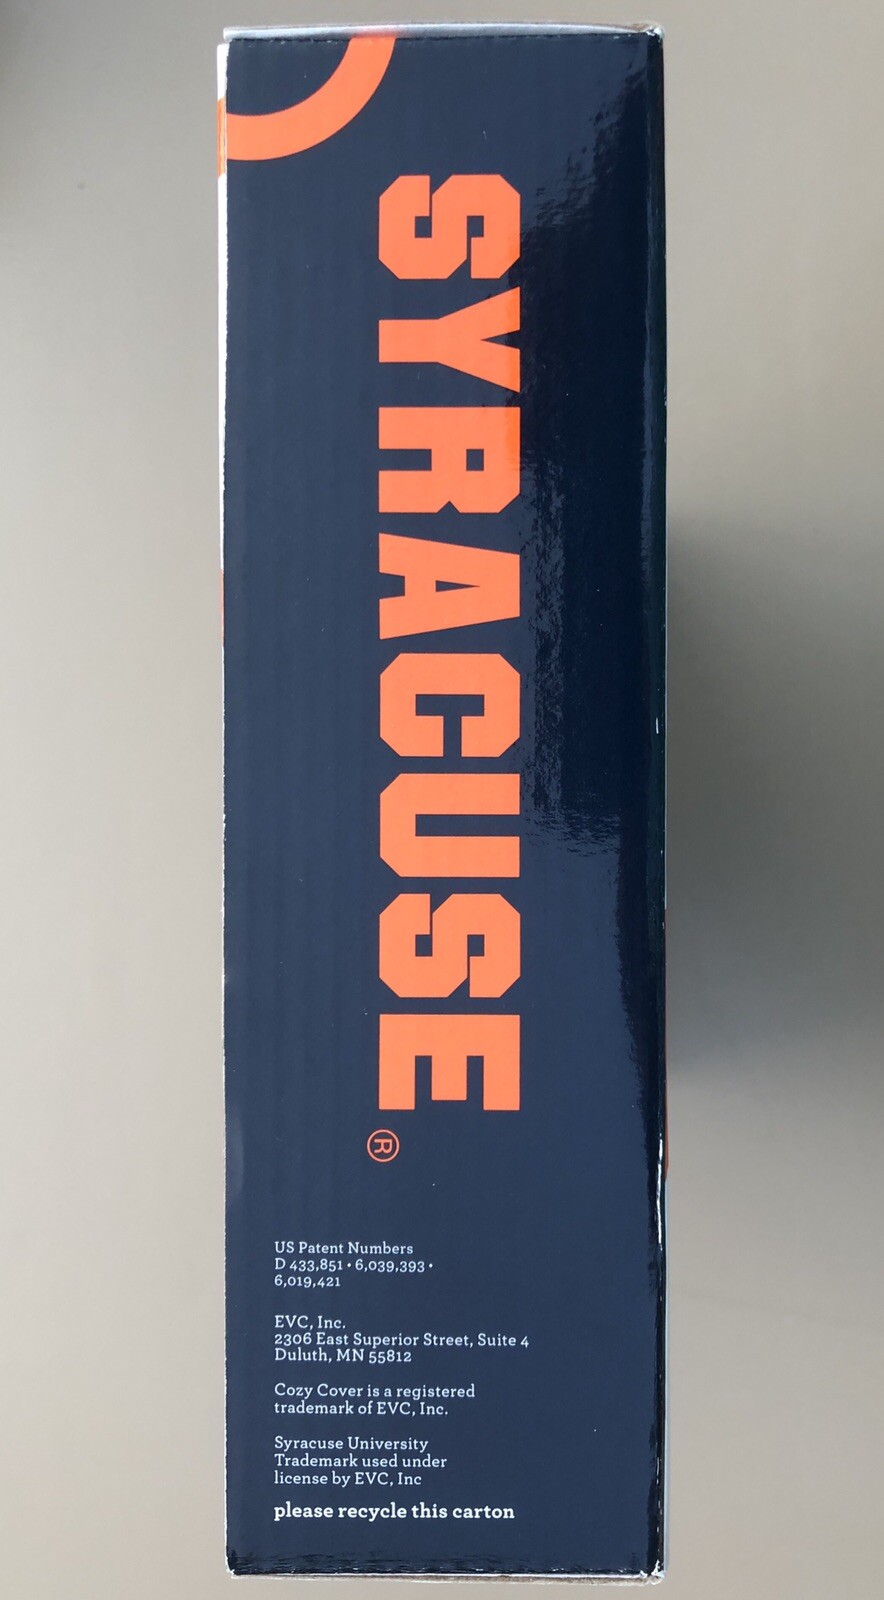 SYRACUSE®
US Patent Numbers
D 433,851 • 6,039,393 •
6,019,421
EVC, Inc.
2306 East Superior Street, Suite 4
Duluth, MN 55812
Cozy Cover is a registered
trademark of EVC, Inc.
Syracuse University
Trademark used under
license by EVC, Inc
please recycle this carton